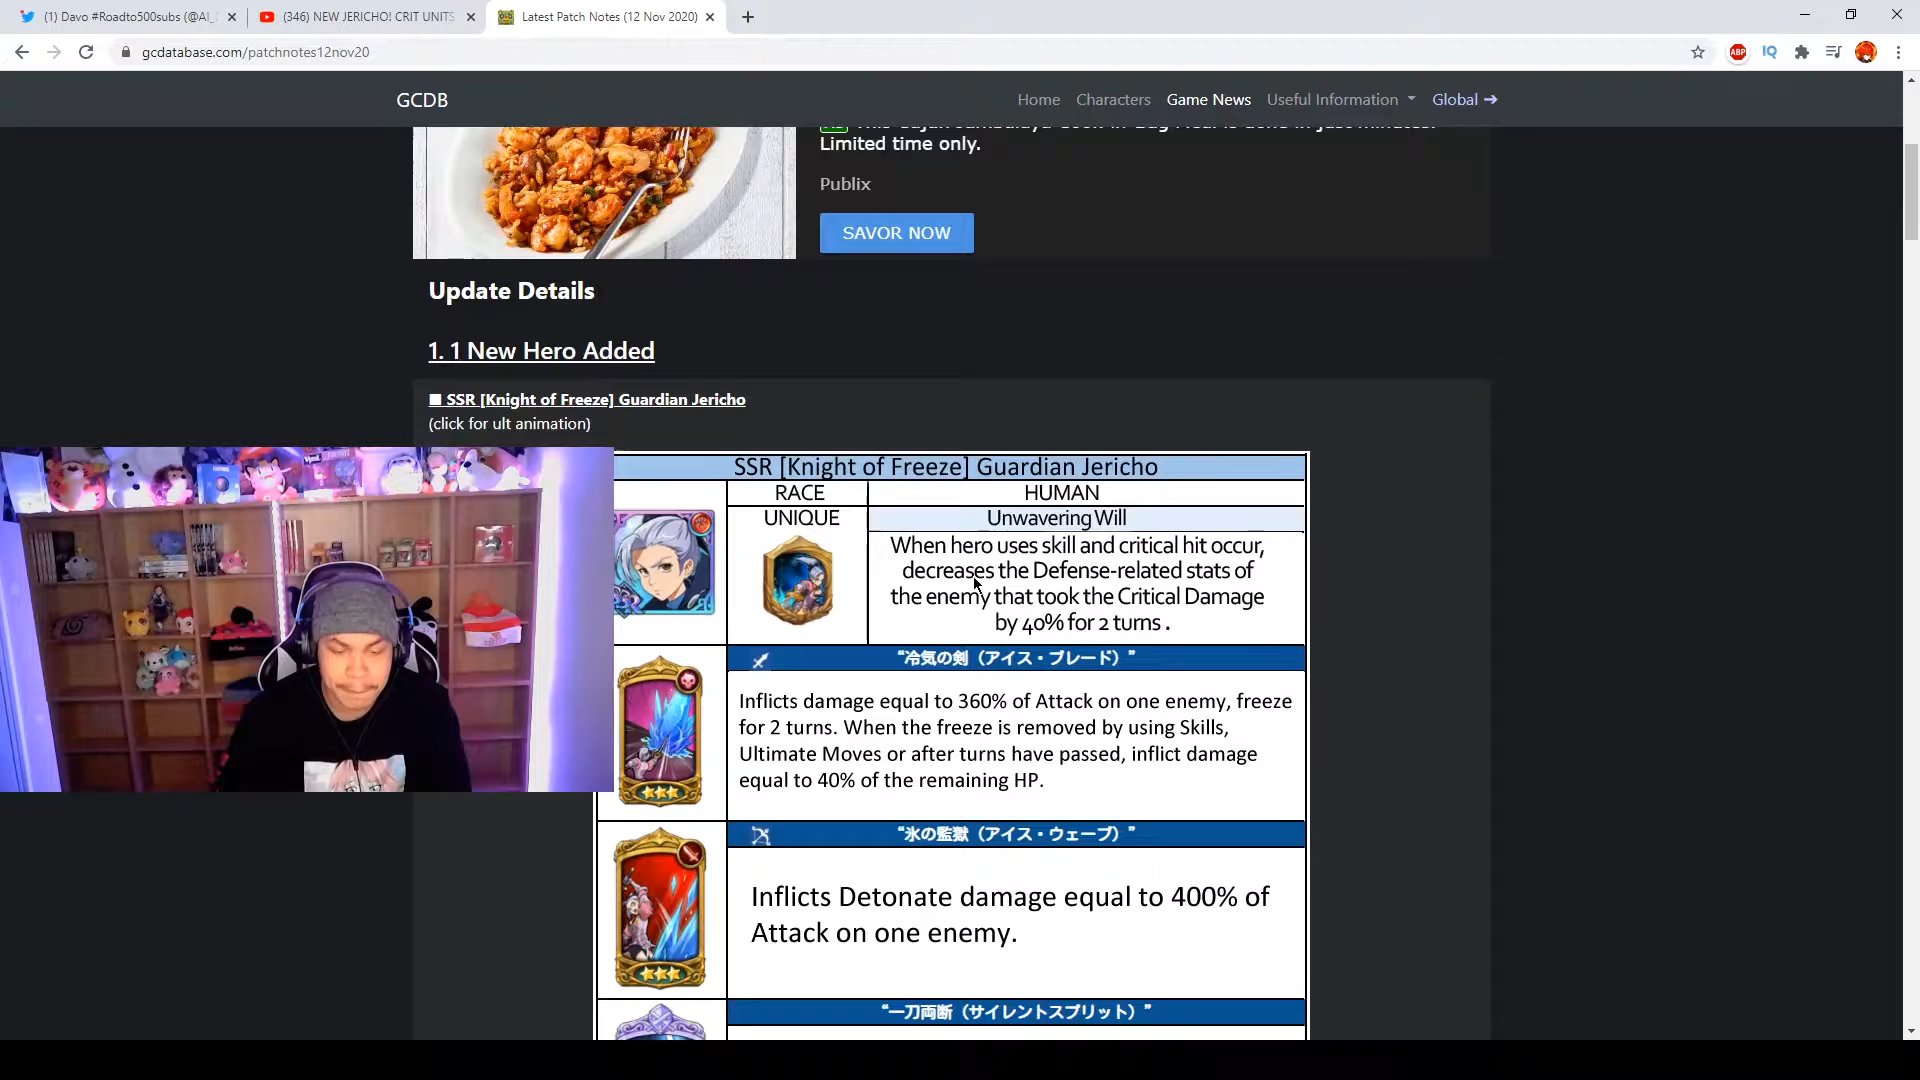 (1) Davo #Roadto500subs (@AI_
(346) NEW JERICHO! CRIT UNITS
Latest Patch Notes (12 Nov 2020)
gcdatabase.com/patchnotes12nov20
ABP
IQ
GCDB
Home
Characters
Game News
Useful Information
Global
Limited time only.
Publix
SAVOR NOW
Update Details
1. 1 New Hero Added
■ SSR [Knight of Freeze] Guardian Jericho
(click for ult animation)
SSR [Knight of Freeze] Guardian Jericho
RACE
HUMAN
UNIQUE
Unwavering Will
When hero uses skill and critical hit occur,
decreases the Defense-related stats of
the enemy that took the Critical Damage
by 40% for 2 turns .
“冷気の剣（アイス・ブレード）”
Inflicts damage equal to 360% of Attack on one enemy, freeze
for 2 turns. When the freeze is removed by using Skills,
Ultimate Moves or after turns have passed, inflict damage
equal to 40% of the remaining HP.
“氷の監獄（アイス・ウェーブ）”
Inflicts Detonate damage equal to 400% of
Attack on one enemy.
“一刀両断（サイレントスプリット）”